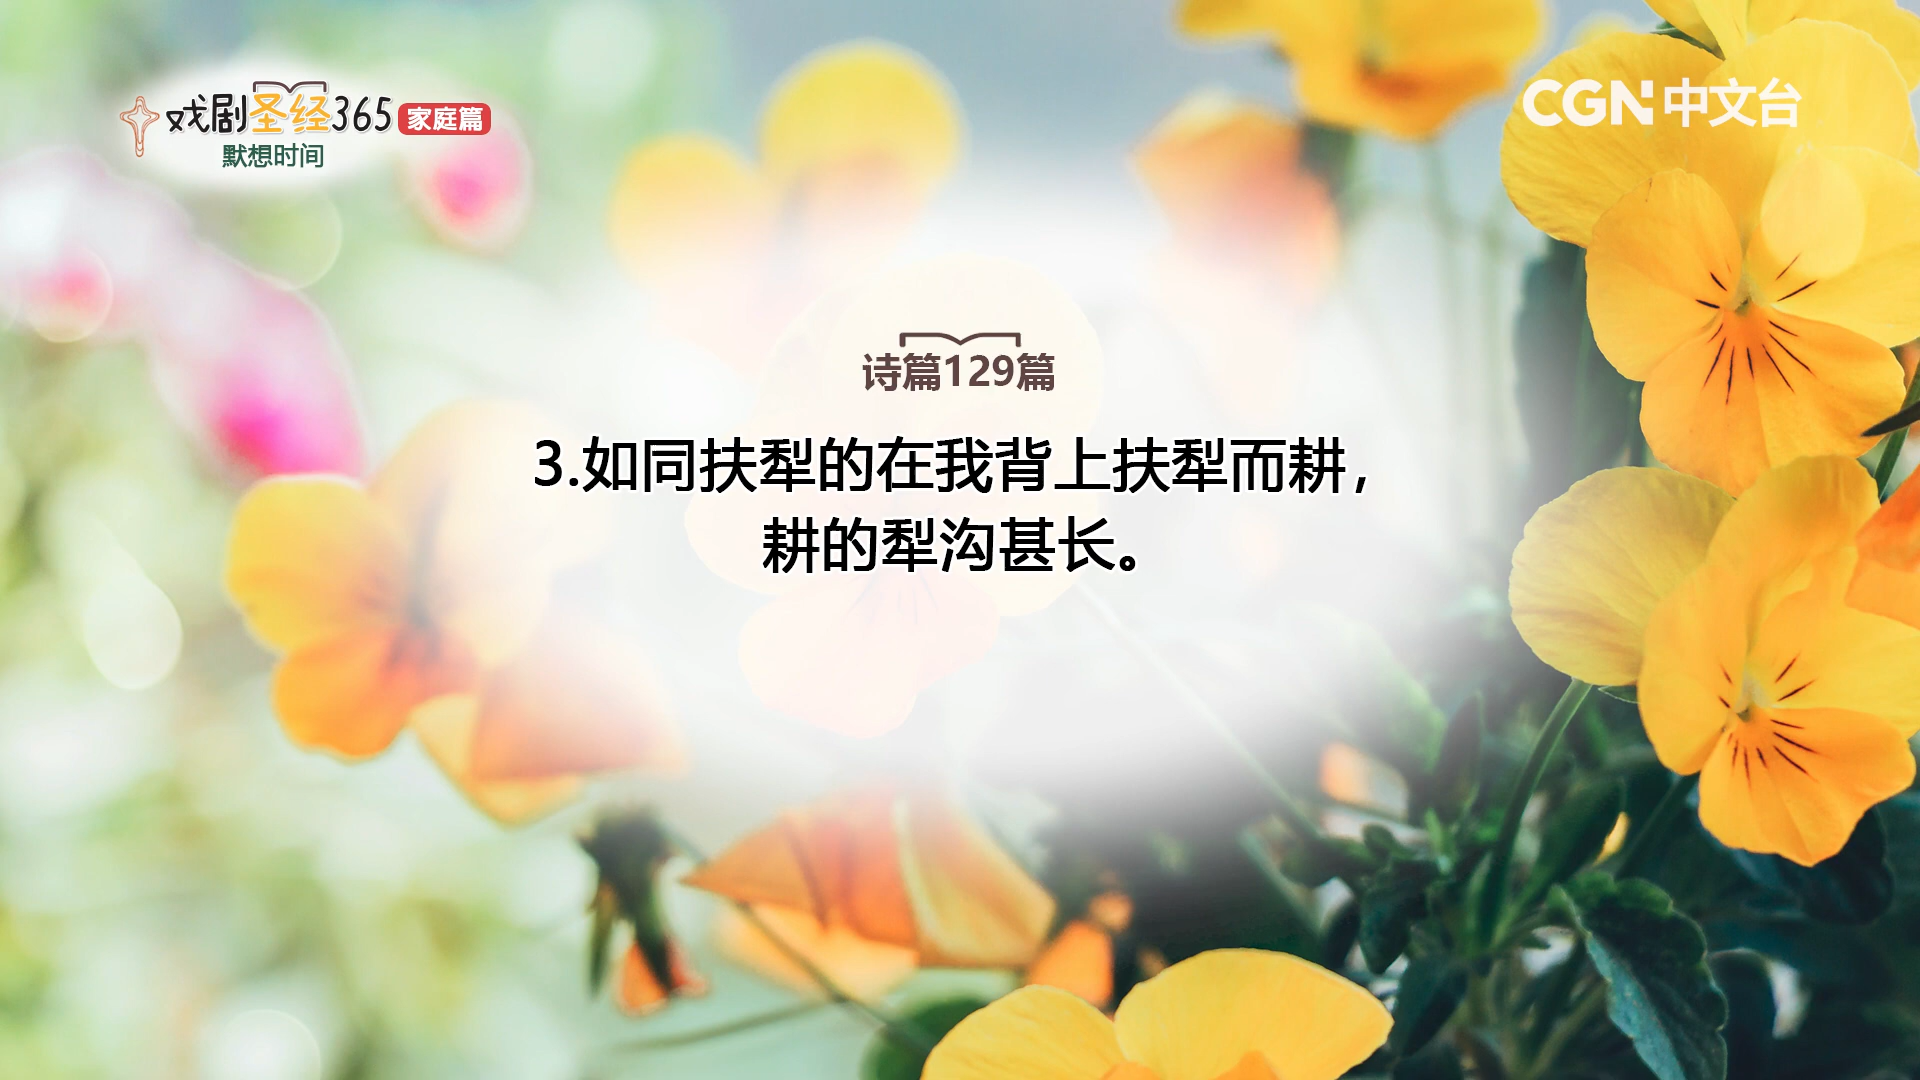 戏剧圣经365 家庭篇
默想时间
CGN中文台
诗篇129篇
3.如同扶犁的在我背上扶犁而耕，
耕的犁沟甚长。